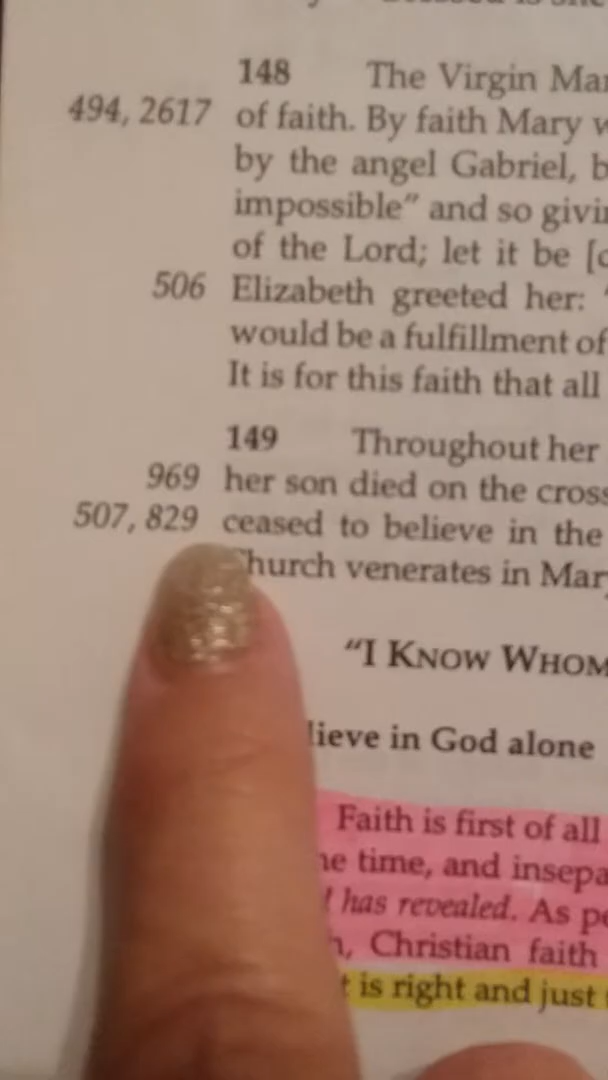 148 The Virgin Mar
494, 2617 of faith. By faith Mary w
by the angel Gabriel, b
impossible" and so givin
of the Lord; let it be [
506 Elizabeth greeted her: "
would be a fulfillment of
It is for this faith that all
149 Throughout her
969 her son died on the cross
507, 829 ceased to believe in the
Church venerates in Mary
"I KNOW WHOM
lieve in God alone
Faith is first of all
e time, and insepa
has revealed. As pe
h, Christian faith
t is right and just